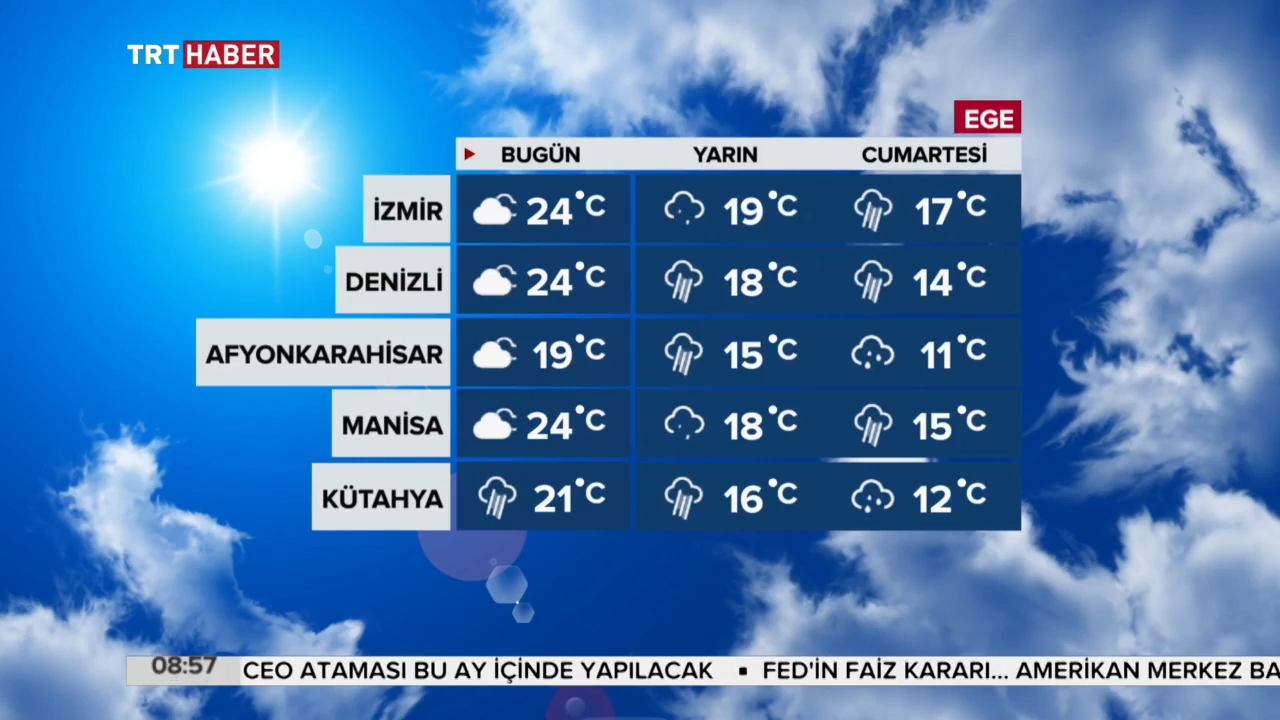 TRT HABER
EGE
BUGÜN YARIN CUMARTESİ
İZMİR 24°C 19°C 17°C
DENİZLİ 24°C 18°C 14°C
AFYONKARAHİSAR 19°C 15°C 11°C
MANİSA 24°C 18°C 15°C
KÜTAHYA 21°C 16°C 12°C
08:57 CEO ATAMASI BU AY İÇİNDE YAPILACAK ▪ FED'İN FAİZ KARARI... AMERİKAN MERKEZ BA